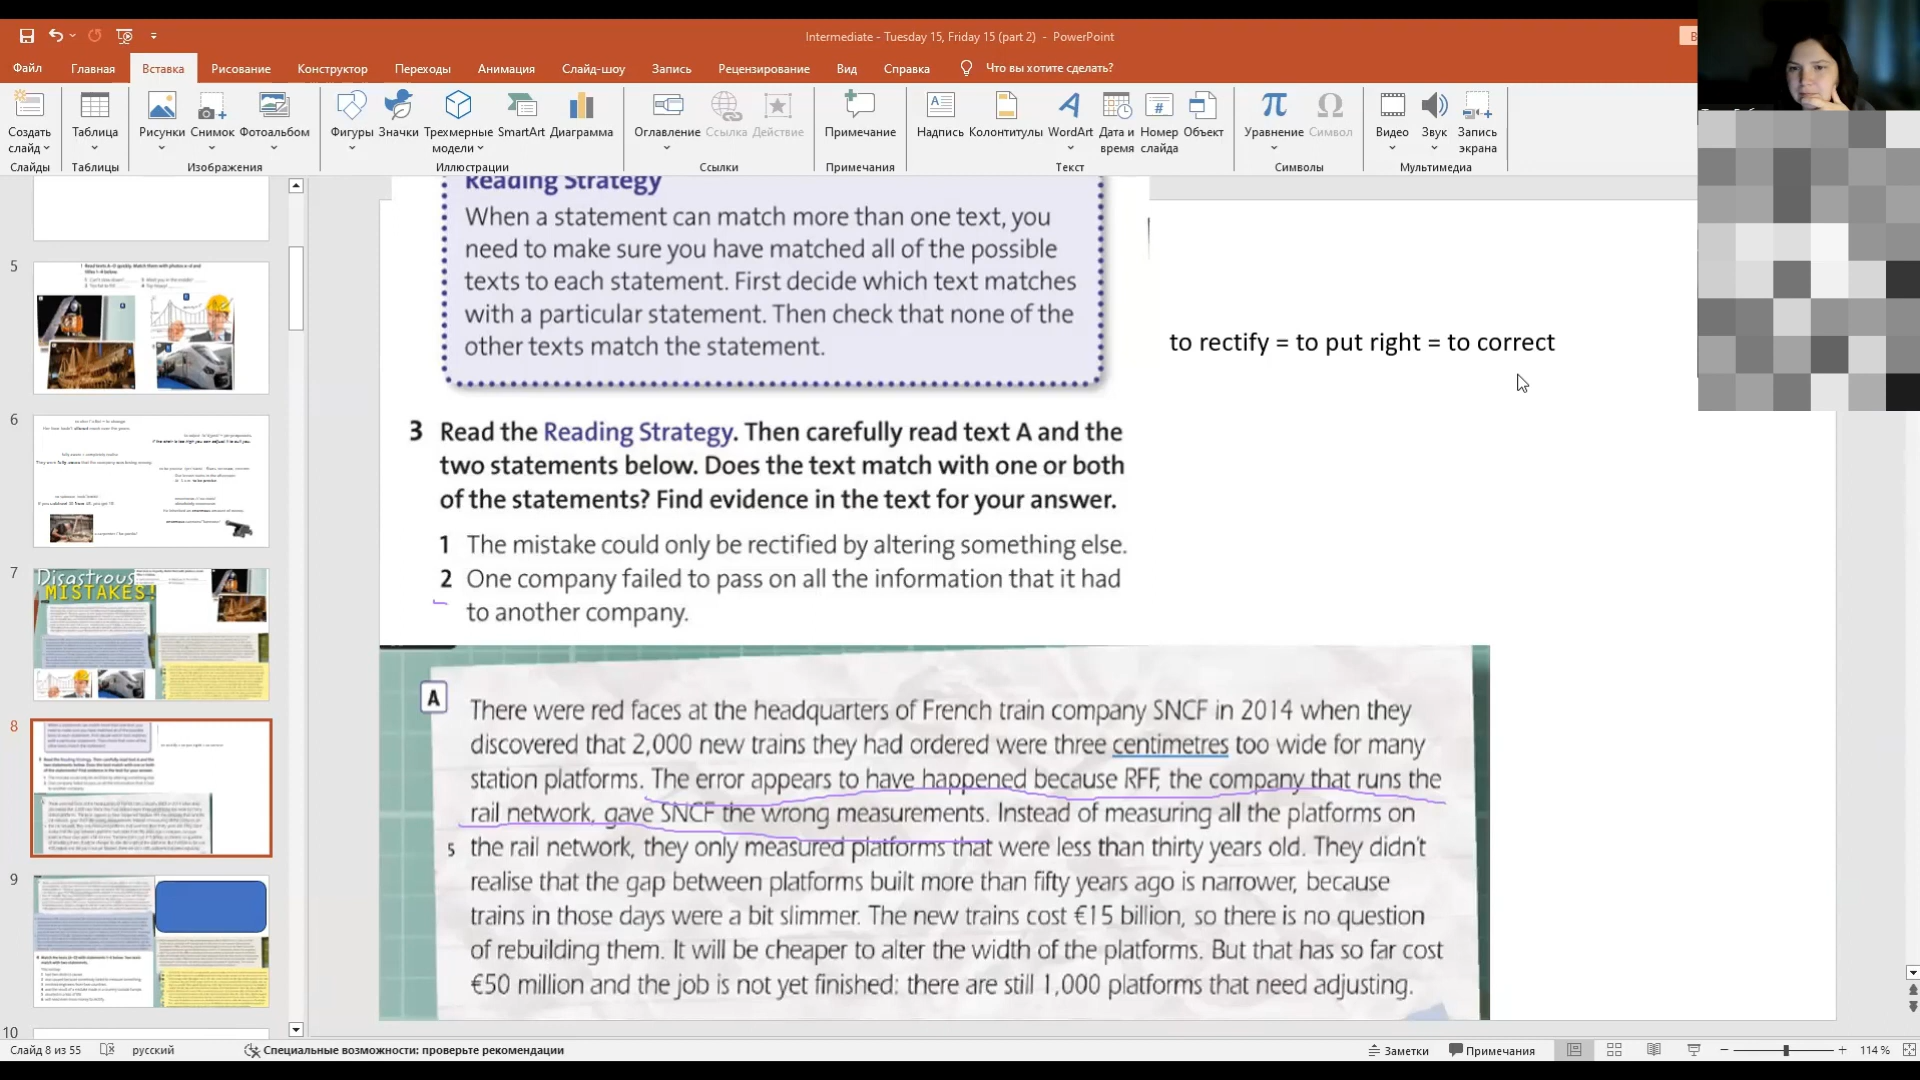 Intermediate - Tuesday 15, Friday 15 (part 2) - PowerPoint
Файл Главная Вставка Рисование Конструктор Переходы Анимация Слайд-шоу Запись Рецензирование Вид Справка Что вы хотите сделать?
Создать слайд
Таблица
Рисунки
Снимок
Фотоальбом
Фигуры
Значки
Трехмерные модели
SmartArt
Диаграмма
Оглавление
Ссылка
Действие
Примечание
Надпись
Колонтитулы
WordArt
Дата и время
Номер слайда
Объект
Уравнение
Символ
Видео
Звук
Запись экрана
Слайды Таблицы Изображения Иллюстрации Ссылки Примечания Текст Символы Мультимедиа
5
6
7
Disastrous
MISTAKES!
8
9
10
Reading Strategy
When a statement can match more than one text, you
need to make sure you have matched all of the possible
texts to each statement. First decide which text matches
with a particular statement. Then check that none of the
other texts match the statement.
to rectify = to put right = to correct
3 Read the Reading Strategy. Then carefully read text A and the
two statements below. Does the text match with one or both
of the statements? Find evidence in the text for your answer.
1 The mistake could only be rectified by altering something else.
2 One company failed to pass on all the information that it had
to another company.
A
There were red faces at the headquarters of French train company SNCF in 2014 when they
discovered that 2,000 new trains they had ordered were three centimetres too wide for many
station platforms. The error appears to have happened because RFF, the company that runs the
rail network, gave SNCF the wrong measurements. Instead of measuring all the platforms on
5 the rail network, they only measured platforms that were less than thirty years old. They didn't
realise that the gap between platforms built more than fifty years ago is narrower, because
trains in those days were a bit slimmer. The new trains cost €15 billion, so there is no question
of rebuilding them. It will be cheaper to alter the width of the platforms. But that has so far cost
€50 million and the job is not yet finished: there are still 1,000 platforms that need adjusting.
Слайд 8 из 55 русский Специальные возможности: проверьте рекомендации Заметки Примечания 114 %